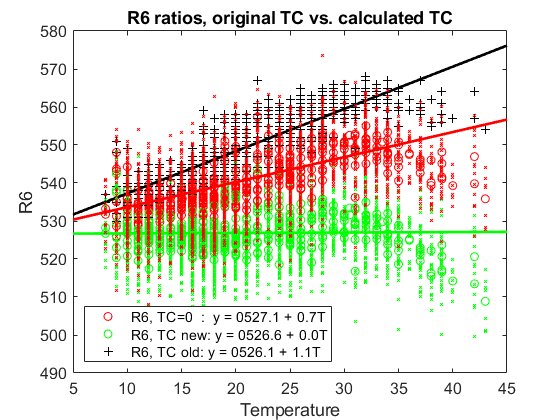 R6 ratios, original TC vs. calculated TC
580
570
560
550
540
530
520
510
500
490
R6
R6, TC=0 : y = 0527.1 + 0.7T
R6, TC new: y = 0526.6 + 0.0T
R6, TC old: y = 0526.1 + 1.1T
5 10 15 20 25 30 35 40 45
Temperature